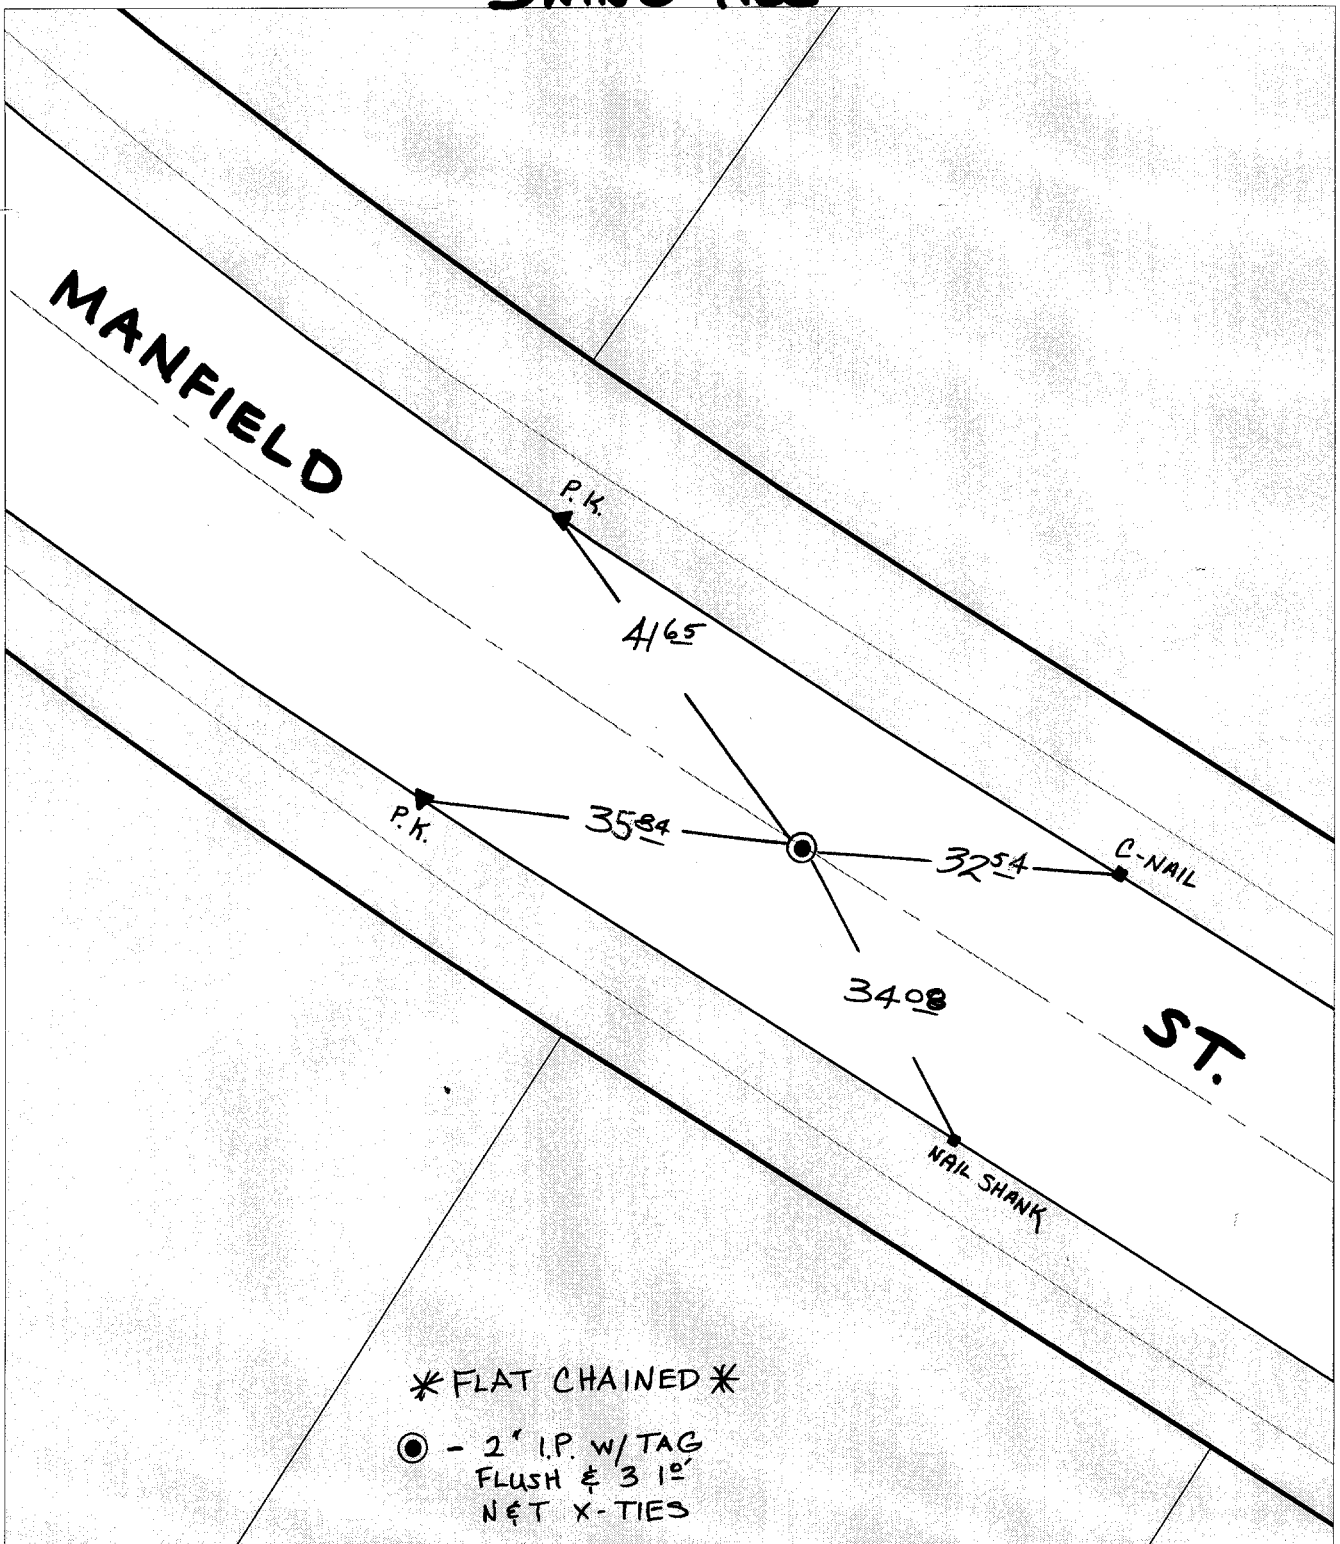 MANFIELD
P.K.
41 65
P.K.
35 84
32 54
C-NAIL
34 08
ST.
NAIL SHANK
* FLAT CHAINED *
- 2" I.P. W/ TAG
FLUSH & 3 1.0'
N&T X-TIES